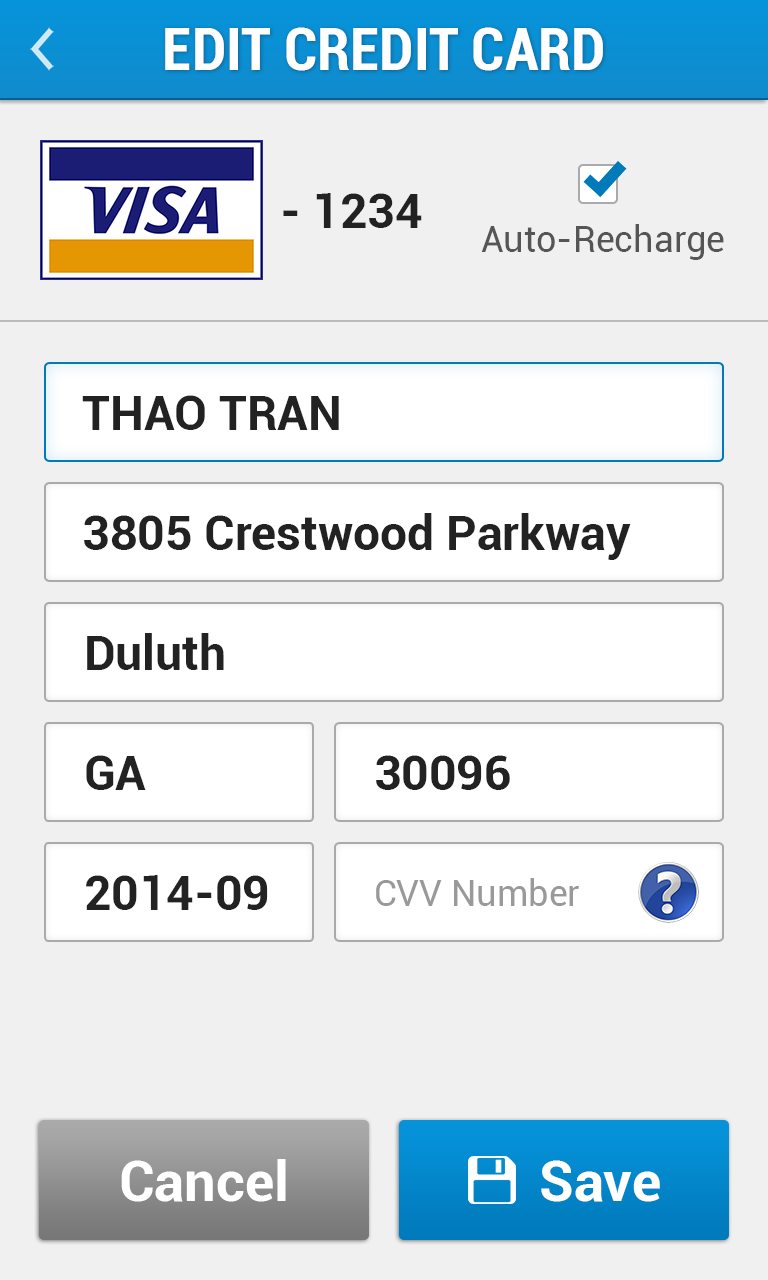 EDIT CREDIT CARD
VISA - 1234
Auto-Recharge
THAO TRAN
3805 Crestwood Parkway
Duluth
GA 30096
2014-09 CVV Number ?
Cancel Save